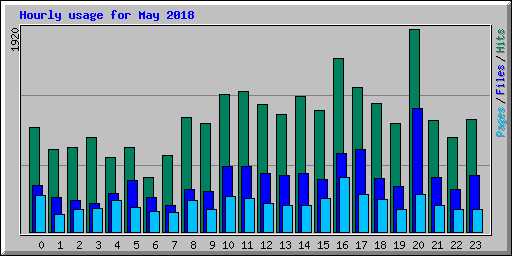 Hourly usage for May 2018
1920
Pages/Files/Hits
0 1 2 3 4 5 6 7 8 9 10 11 12 13 14 15 16 17 18 19 20 21 22 23